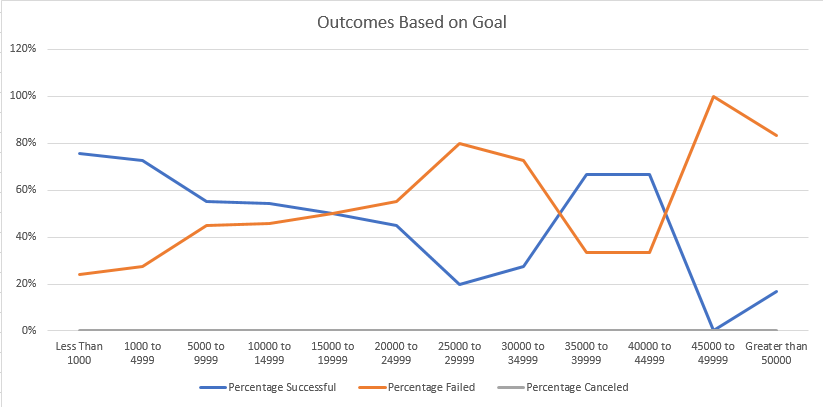 Outcomes Based on Goal
120%
100%
80%
60%
40%
20%
0%
Less Than
1000
1000 to
4999
5000 to
9999
10000 to
14999
15000 to
19999
20000 to
24999
25000 to
29999
30000 to
34999
35000 to
39999
40000 to
44999
45000 to
49999
Greater than
50000
Percentage Successful
Percentage Failed
Percentage Canceled